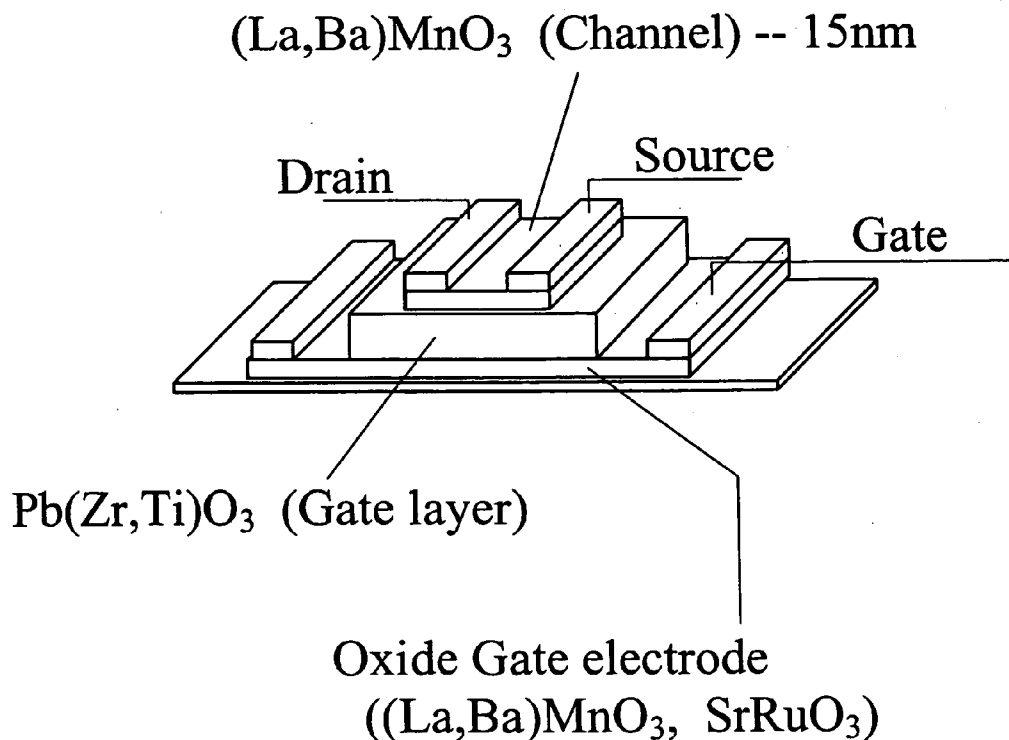 (La,Ba)MnO₃ (Channel) -- 15nm
Drain
Source
Gate
Pb(Zr,Ti)O₃ (Gate layer)
Oxide Gate electrode
((La,Ba)MnO₃, SrRuO₃)